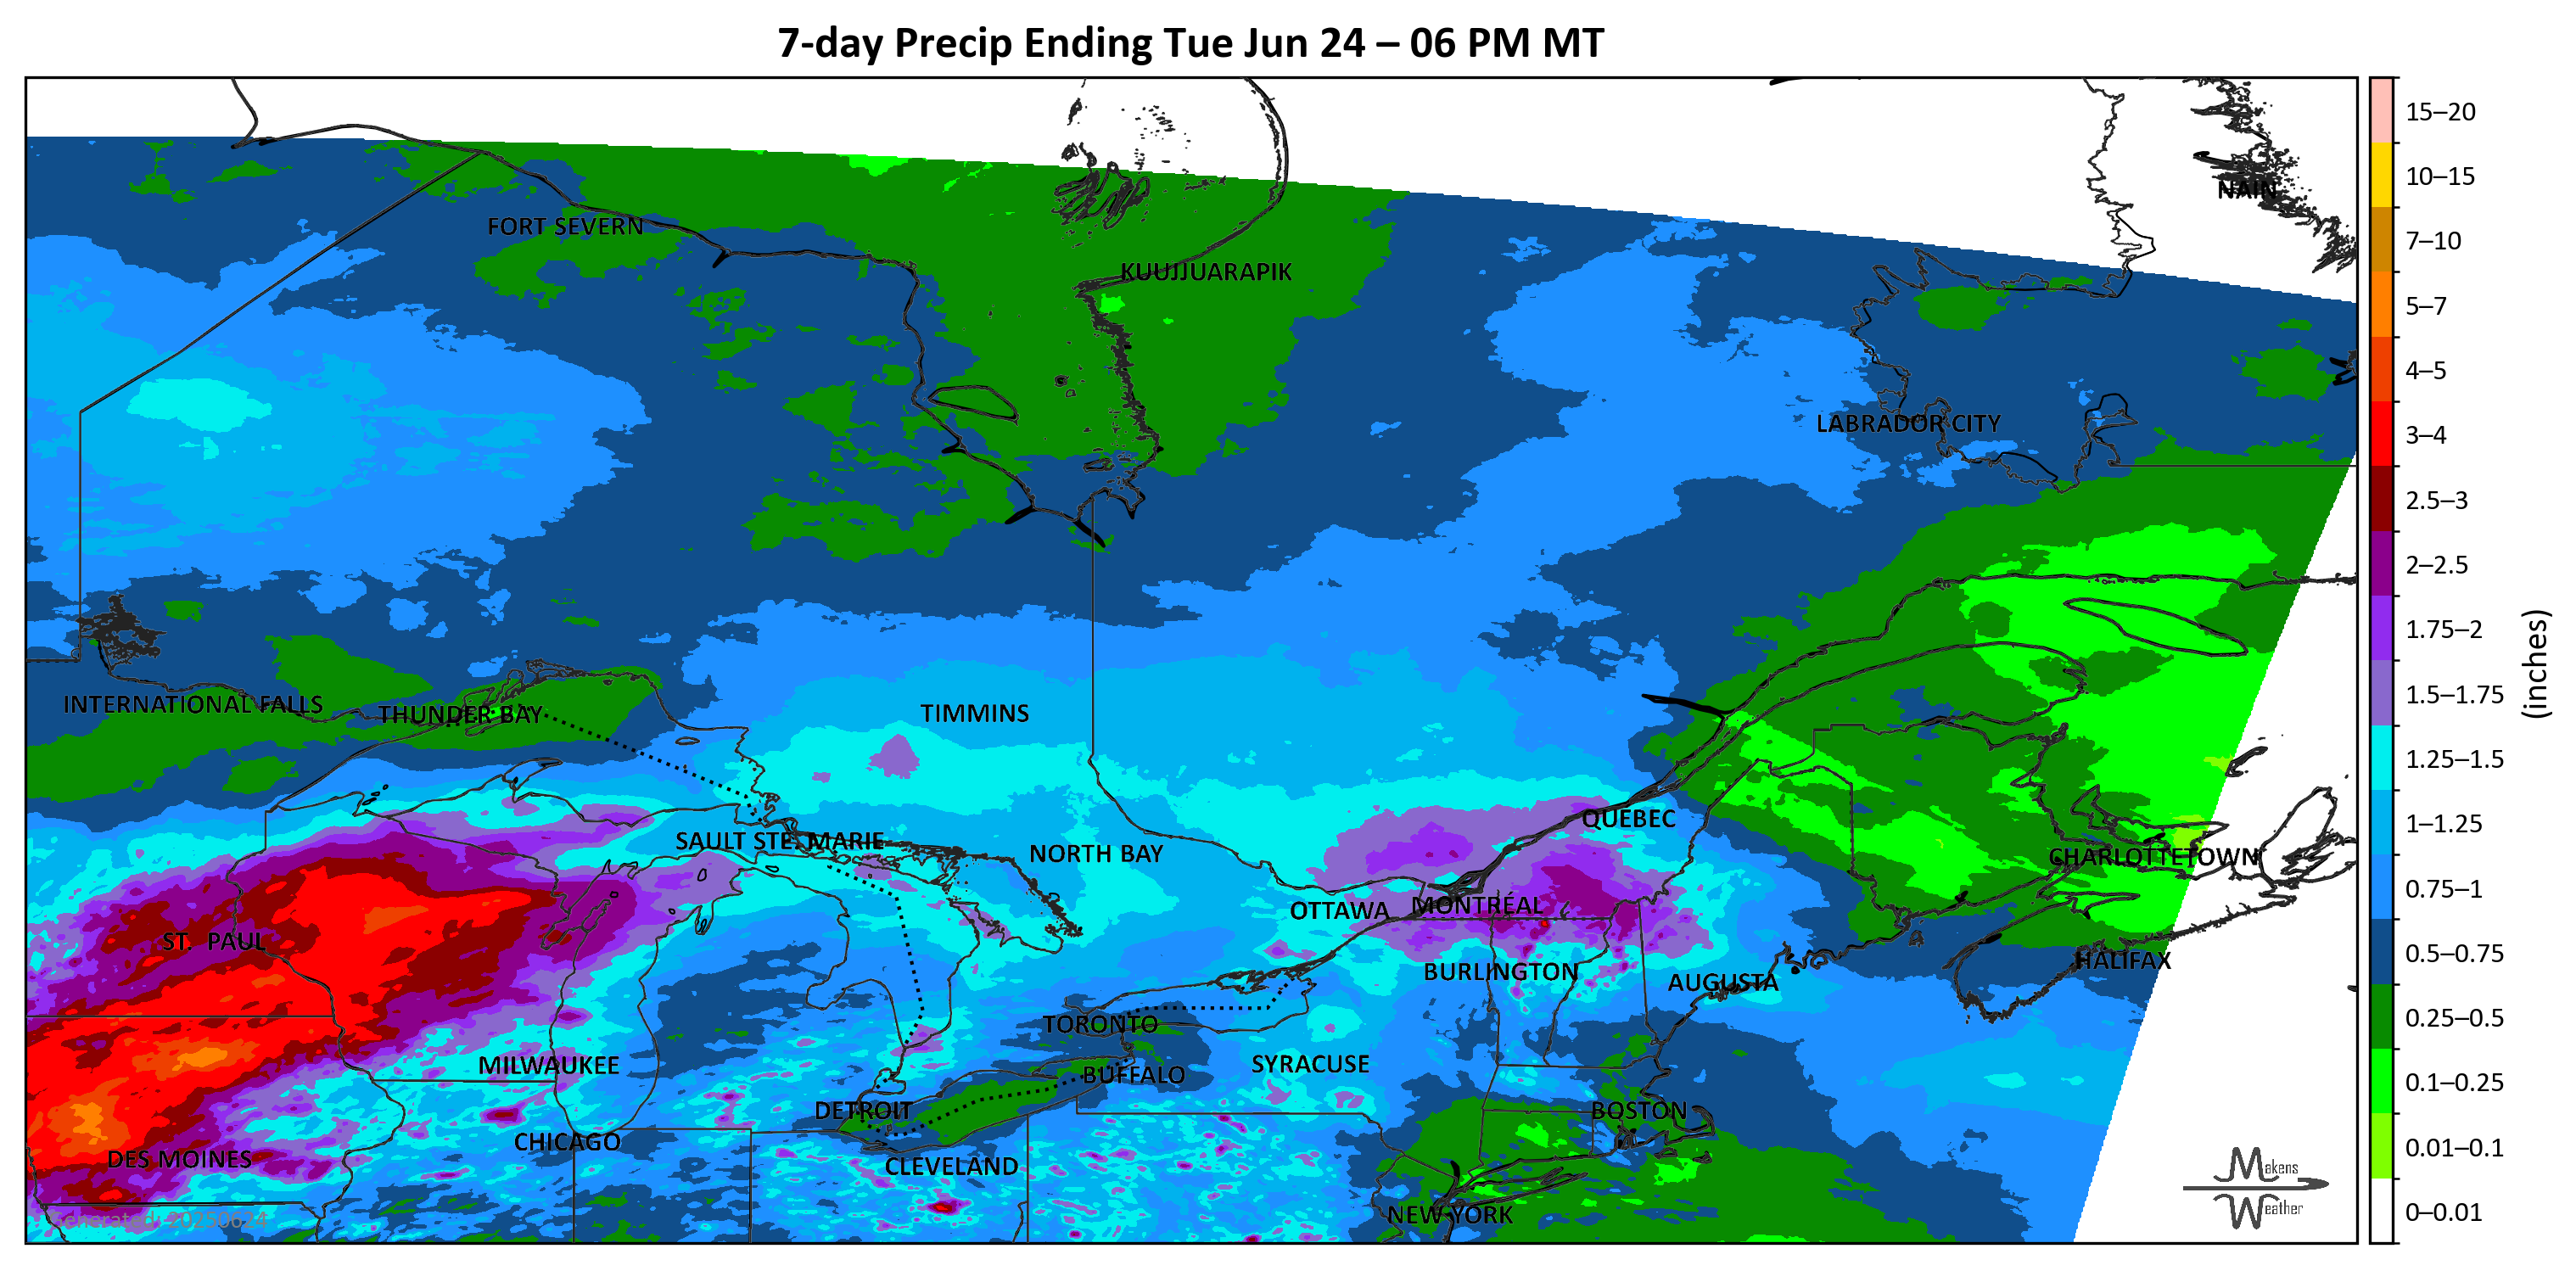 7-day Precip Ending Tue Jun 24 – 06 PM MT
NAIN
FORT SEVERN
KUUJJUARAPIK
LABRADOR CITY
INTERNATIONAL FALLS
THUNDER BAY
TIMMINS
QUEBEC
SAULT STE. MARIE
NORTH BAY
CHARLOTTETOWN
OTTAWA
MONTREAL
ST. PAUL
BURLINGTON
AUGUSTA
HALIFAX
TORONTO
MILWAUKEE
SYRACUSE
BUFFALO
DETROIT
BOSTON
CHICAGO
DES MOINES
CLEVELAND
NEW YORK
Generated: 20250624
Makens
Weather
15–20
10–15
7–10
5–7
4–5
3–4
2.5–3
2–2.5
1.75–2
1.5–1.75
1.25–1.5
1–1.25
0.75–1
0.5–0.75
0.25–0.5
0.1–0.25
0.01–0.1
0–0.01
(inches)